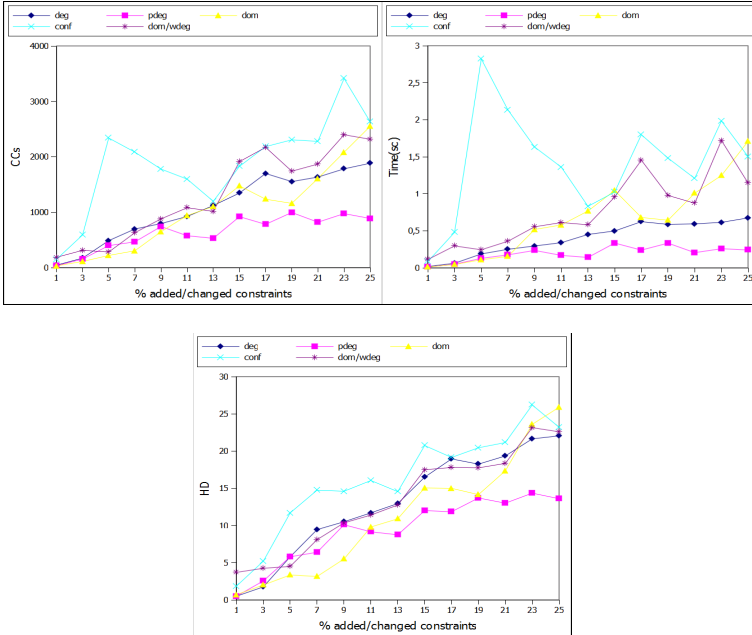 deg pdeg dom
conf dom/wdeg
4000
3000
2000
1000
0
CCs
1 3 5 7 9 11 13 15 17 19 21 23 25
% added/changed constraints
deg pdeg dom
conf dom/wdeg
3
2,5
2
1,5
1
0,5
0
Time(sc)
1 3 5 7 9 11 13 15 17 19 21 23 25
% added/changed constraints
deg pdeg dom
conf dom/wdeg
30
25
20
15
10
5
0
HD
1 3 5 7 9 11 13 15 17 19 21 23 25
% added/changed constraints